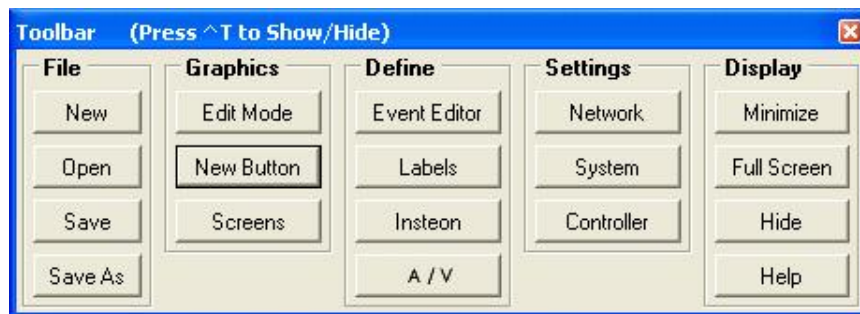 Toolbar (Press ^T to Show/Hide)
File Graphics Define Settings Display
New Edit Mode Event Editor Network Minimize
Open New Button Labels System Full Screen
Save Screens Insteon Controller Hide
Save As A / V Help